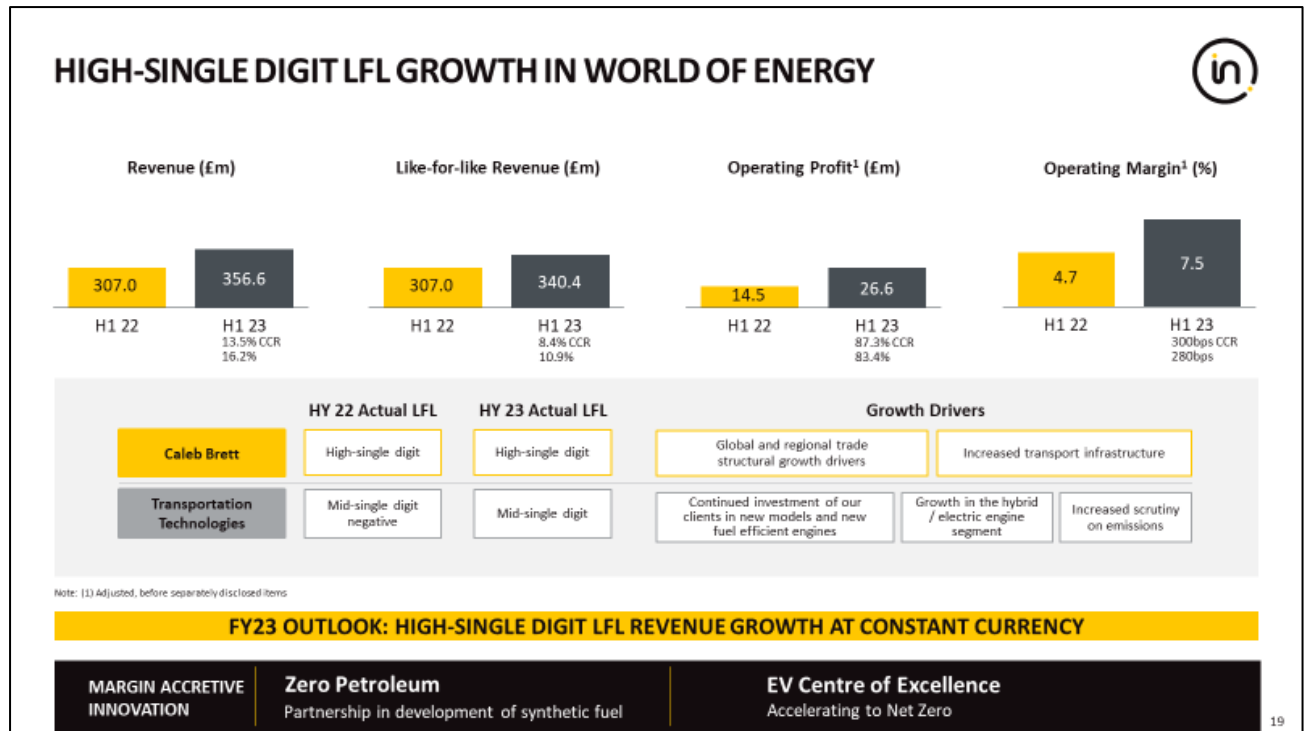 HIGH-SINGLE DIGIT LFL GROWTH IN WORLD OF ENERGY
in
Revenue (£m)
307.0
356.6
H1 22
H1 23
13.5% CCR
16.2%
Like-for-like Revenue (£m)
307.0
340.4
H1 22
H1 23
8.4% CCR
10.9%
Operating Profit¹ (£m)
14.5
26.6
H1 22
H1 23
87.3% CCR
83.4%
Operating Margin¹ (%)
4.7
7.5
H1 22
H1 23
300bps CCR
280bps
HY 22 Actual LFL
HY 23 Actual LFL
Growth Drivers
Caleb Brett
High-single digit
High-single digit
Global and regional trade
structural growth drivers
Increased transport infrastructure
Transportation
Technologies
Mid-single digit
negative
Mid-single digit
Continued investment of our
clients in new models and new
fuel efficient engines
Growth in the hybrid
/ electric engine
segment
Increased scrutiny
on emissions
Note: (1) Adjusted, before separately disclosed items
FY23 OUTLOOK: HIGH-SINGLE DIGIT LFL REVENUE GROWTH AT CONSTANT CURRENCY
MARGIN ACCRETIVE
INNOVATION
Zero Petroleum
Partnership in development of synthetic fuel
EV Centre of Excellence
Accelerating to Net Zero
19